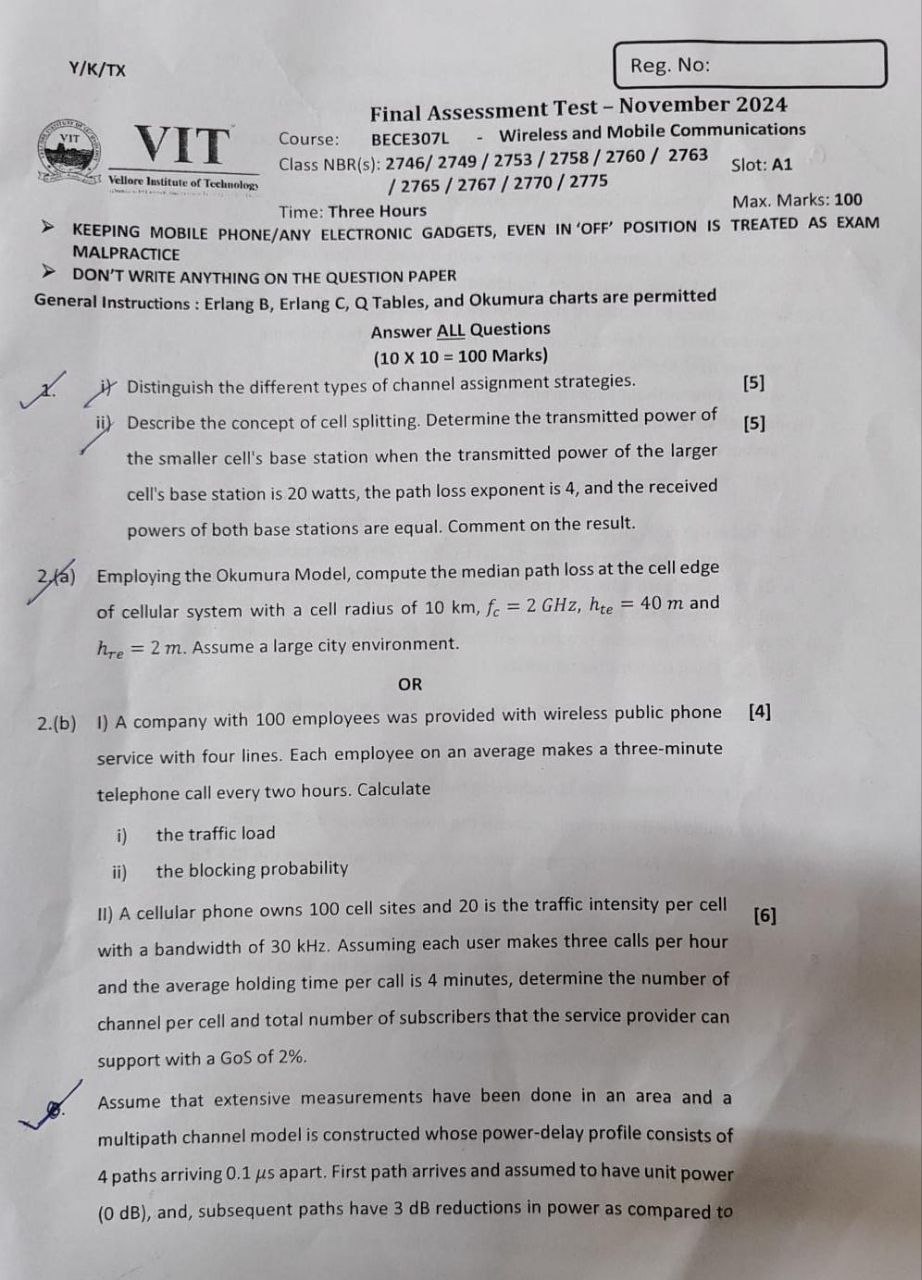 Y/K/TX
Reg. No:
Final Assessment Test – November 2024
VIT
VIT
Vellore Institute of Technology
Course: BECE307L - Wireless and Mobile Communications
Class NBR(s): 2746/ 2749 / 2753 / 2758 / 2760 / 2763
/ 2765 / 2767 / 2770 / 2775
Slot: A1
Time: Three Hours
Max. Marks: 100
➤ KEEPING MOBILE PHONE/ANY ELECTRONIC GADGETS, EVEN IN ‘OFF’ POSITION IS TREATED AS EXAM
MALPRACTICE
➤ DON’T WRITE ANYTHING ON THE QUESTION PAPER
General Instructions : Erlang B, Erlang C, Q Tables, and Okumura charts are permitted
Answer ALL Questions
(10 X 10 = 100 Marks)
1. i) Distinguish the different types of channel assignment strategies. [5]
ii) Describe the concept of cell splitting. Determine the transmitted power of [5]
the smaller cell's base station when the transmitted power of the larger
cell's base station is 20 watts, the path loss exponent is 4, and the received
powers of both base stations are equal. Comment on the result.
2.(a) Employing the Okumura Model, compute the median path loss at the cell edge
of cellular system with a cell radius of 10 km, fc = 2 GHz, hte = 40 m and
hre = 2 m. Assume a large city environment.
OR
2.(b) I) A company with 100 employees was provided with wireless public phone [4]
service with four lines. Each employee on an average makes a three-minute
telephone call every two hours. Calculate
i) the traffic load
ii) the blocking probability
II) A cellular phone owns 100 cell sites and 20 is the traffic intensity per cell [6]
with a bandwidth of 30 kHz. Assuming each user makes three calls per hour
and the average holding time per call is 4 minutes, determine the number of
channel per cell and total number of subscribers that the service provider can
support with a GoS of 2%.
Assume that extensive measurements have been done in an area and a
multipath channel model is constructed whose power-delay profile consists of
4 paths arriving 0.1 μs apart. First path arrives and assumed to have unit power
(0 dB), and, subsequent paths have 3 dB reductions in power as compared to